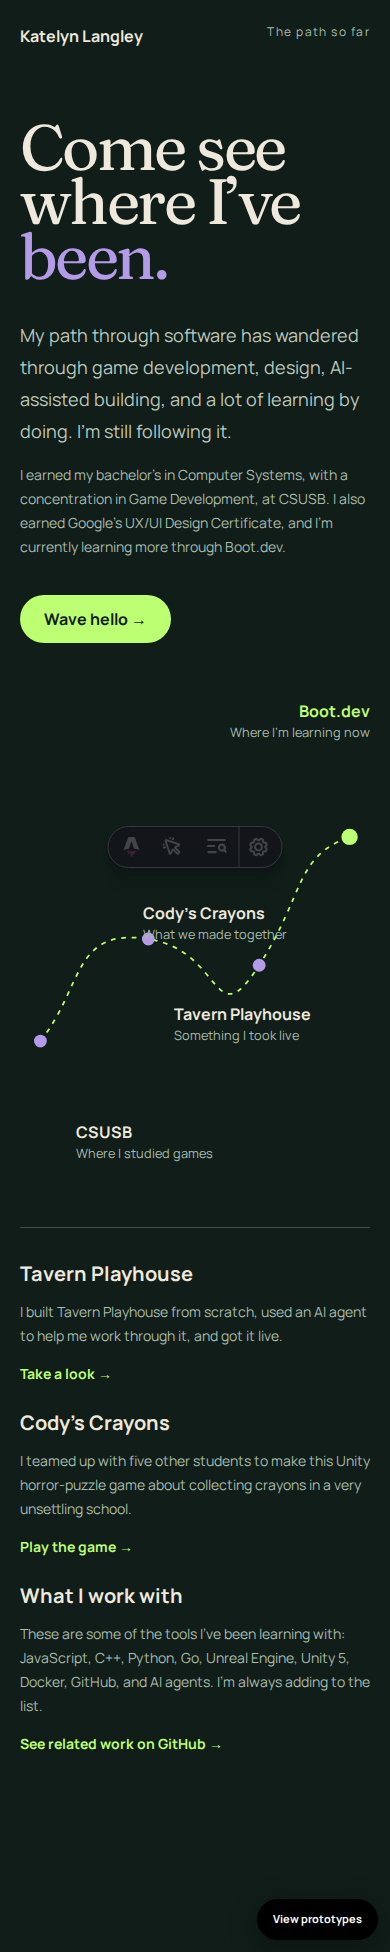 Katelyn Langley
The path so far
Come see
where I’ve
been.
My path through software has wandered
through game development, design, AI-
assisted building, and a lot of learning by
doing. I’m still following it.
I earned my bachelor’s in Computer Systems, with a
concentration in Game Development, at CSUSB. I also
earned Google’s UX/UI Design Certificate, and I’m
currently learning more through Boot.dev.
Wave hello →
Boot.dev
Where I’m learning now
Cody’s Crayons
What we made together
Tavern Playhouse
Something I took live
CSUSB
Where I studied games
Tavern Playhouse
I built Tavern Playhouse from scratch, used an AI agent
to help me work through it, and got it live.
Take a look →
Cody’s Crayons
I teamed up with five other students to make this Unity
horror-puzzle game about collecting crayons in a very
unsettling school.
Play the game →
What I work with
These are some of the tools I’ve been learning with:
JavaScript, C++, Python, Go, Unreal Engine, Unity 5,
Docker, GitHub, and AI agents. I’m always adding to the
list.
See related work on GitHub →
View prototypes